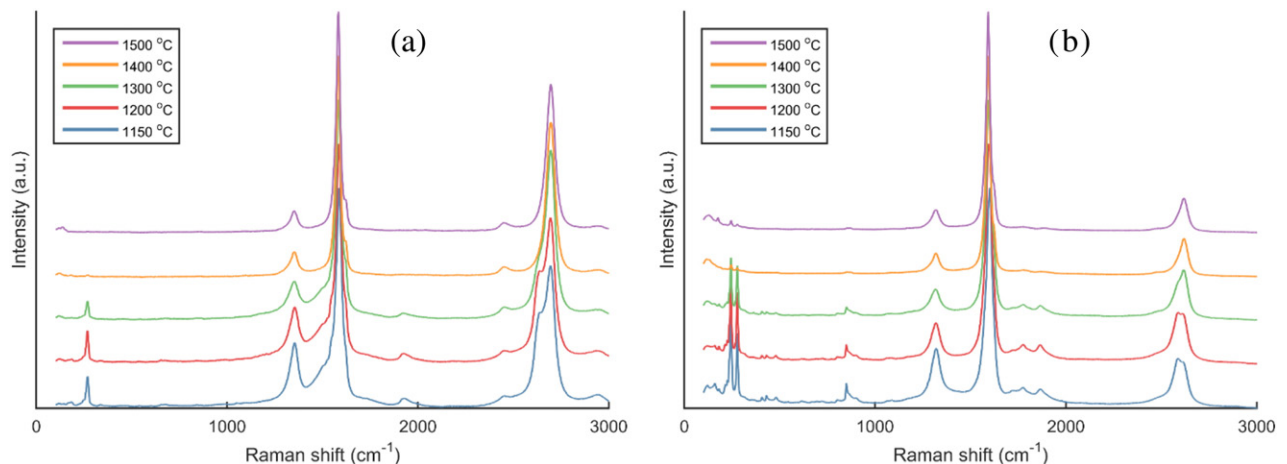 (a)
1500 °C
1400 °C
1300 °C
1200 °C
1150 °C
Intensity (a.u.)
0
1000
2000
3000
Raman shift (cm⁻¹)
(b)
1500 °C
1400 °C
1300 °C
1200 °C
1150 °C
Intensity (a.u.)
0
1000
2000
3000
Raman shift (cm⁻¹)